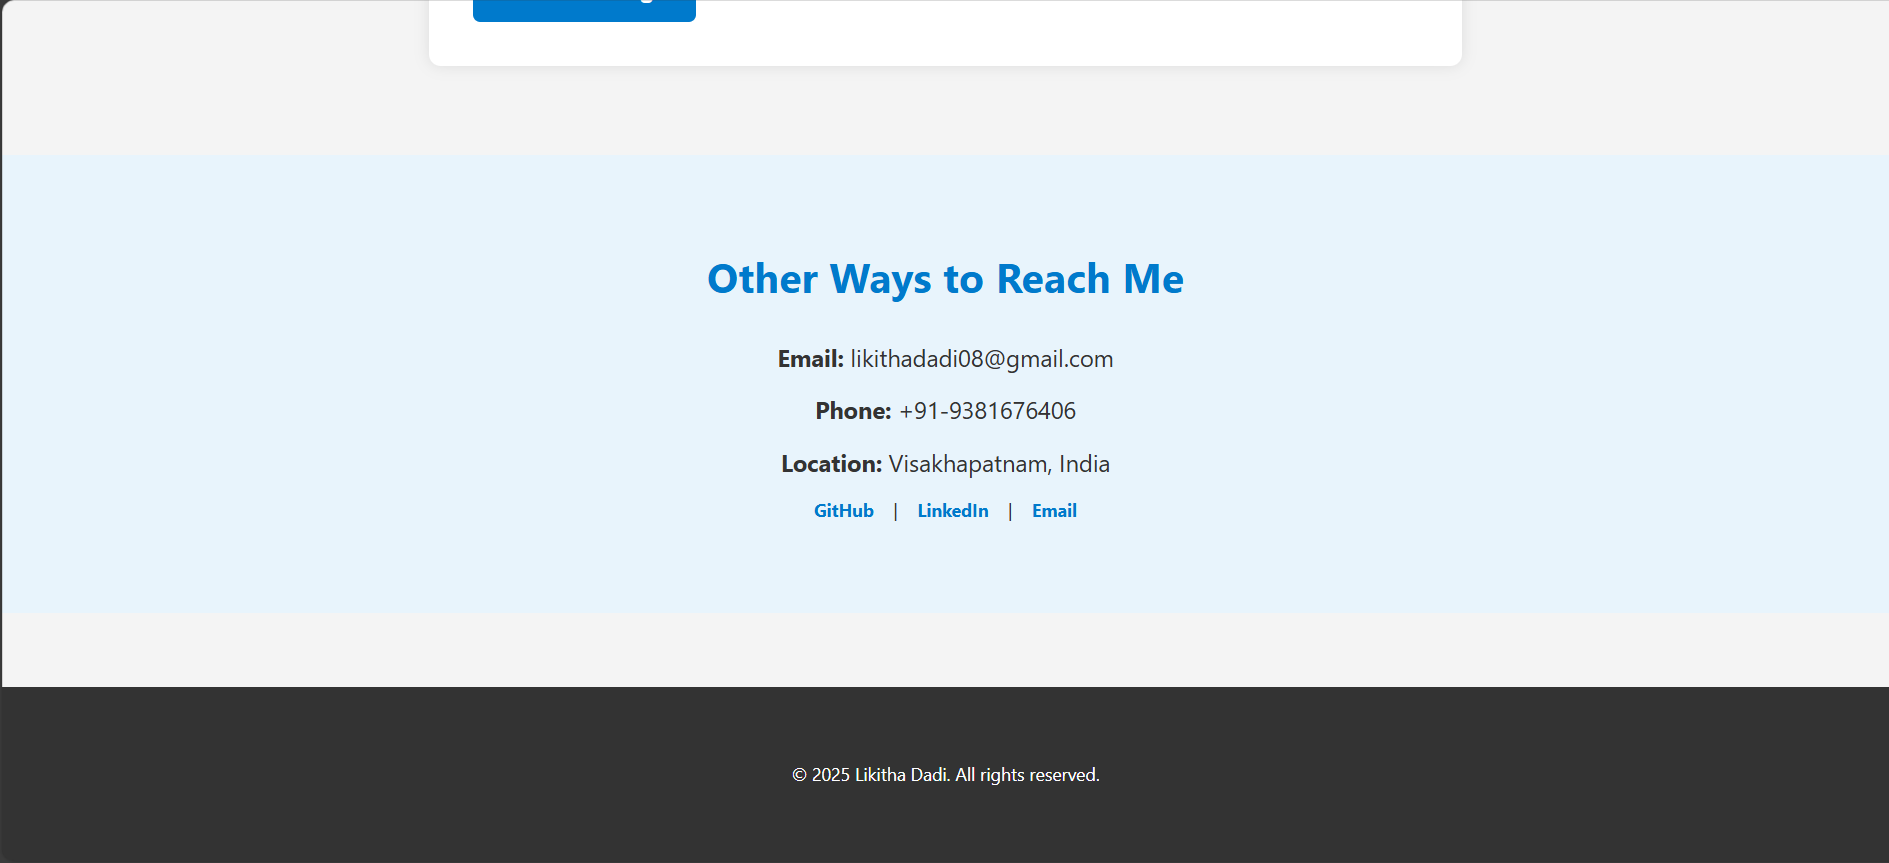 Other Ways to Reach Me
Email: likithadadi08@gmail.com
Phone: +91-9381676406
Location: Visakhapatnam, India
GitHub | LinkedIn | Email
© 2025 Likitha Dadi. All rights reserved.